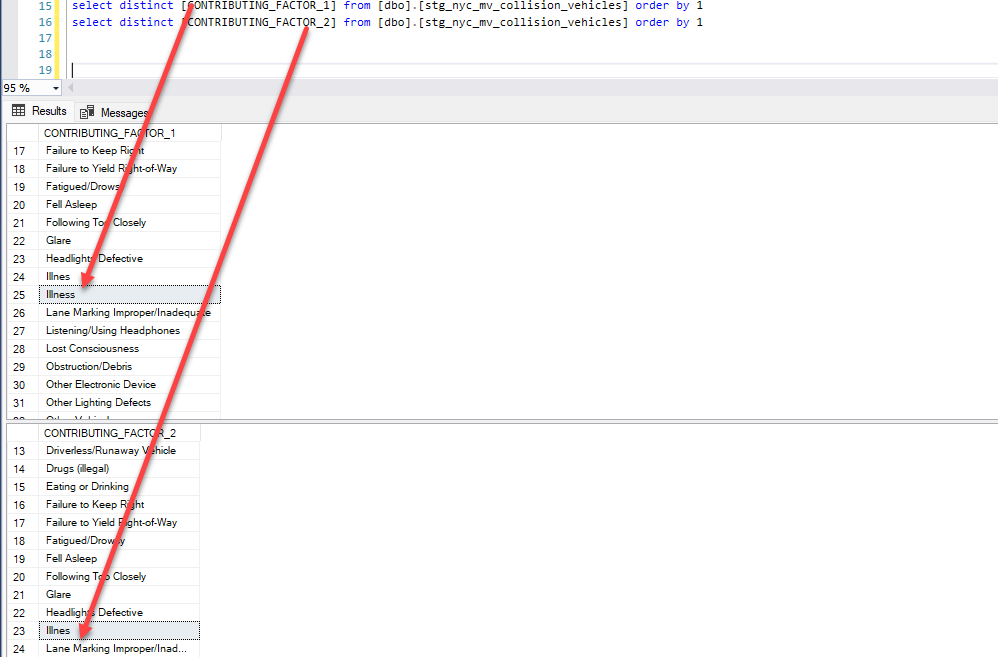 15 select distinct [CONTRIBUTING_FACTOR_1] from [dbo].[stg_nyc_mv_collision_vehicles] order by 1
16 select distinct [CONTRIBUTING_FACTOR_2] from [dbo].[stg_nyc_mv_collision_vehicles] order by 1
17
18
19
95 %
Results Messages
CONTRIBUTING_FACTOR_1
17 Failure to Keep Right
18 Failure to Yield Right-of-Way
19 Fatigued/Drowsy
20 Fell Asleep
21 Following Too Closely
22 Glare
23 Headlights Defective
24 Illnes
25 Illness
26 Lane Marking Improper/Inadequate
27 Listening/Using Headphones
28 Lost Consciousness
29 Obstruction/Debris
30 Other Electronic Device
31 Other Lighting Defects
CONTRIBUTING_FACTOR_2
13 Driverless/Runaway Vehicle
14 Drugs (illegal)
15 Eating or Drinking
16 Failure to Keep Right
17 Failure to Yield Right-of-Way
18 Fatigued/Drowsy
19 Fell Asleep
20 Following Too Closely
21 Glare
22 Headlights Defective
23 Illnes
24 Lane Marking Improper/Inad...